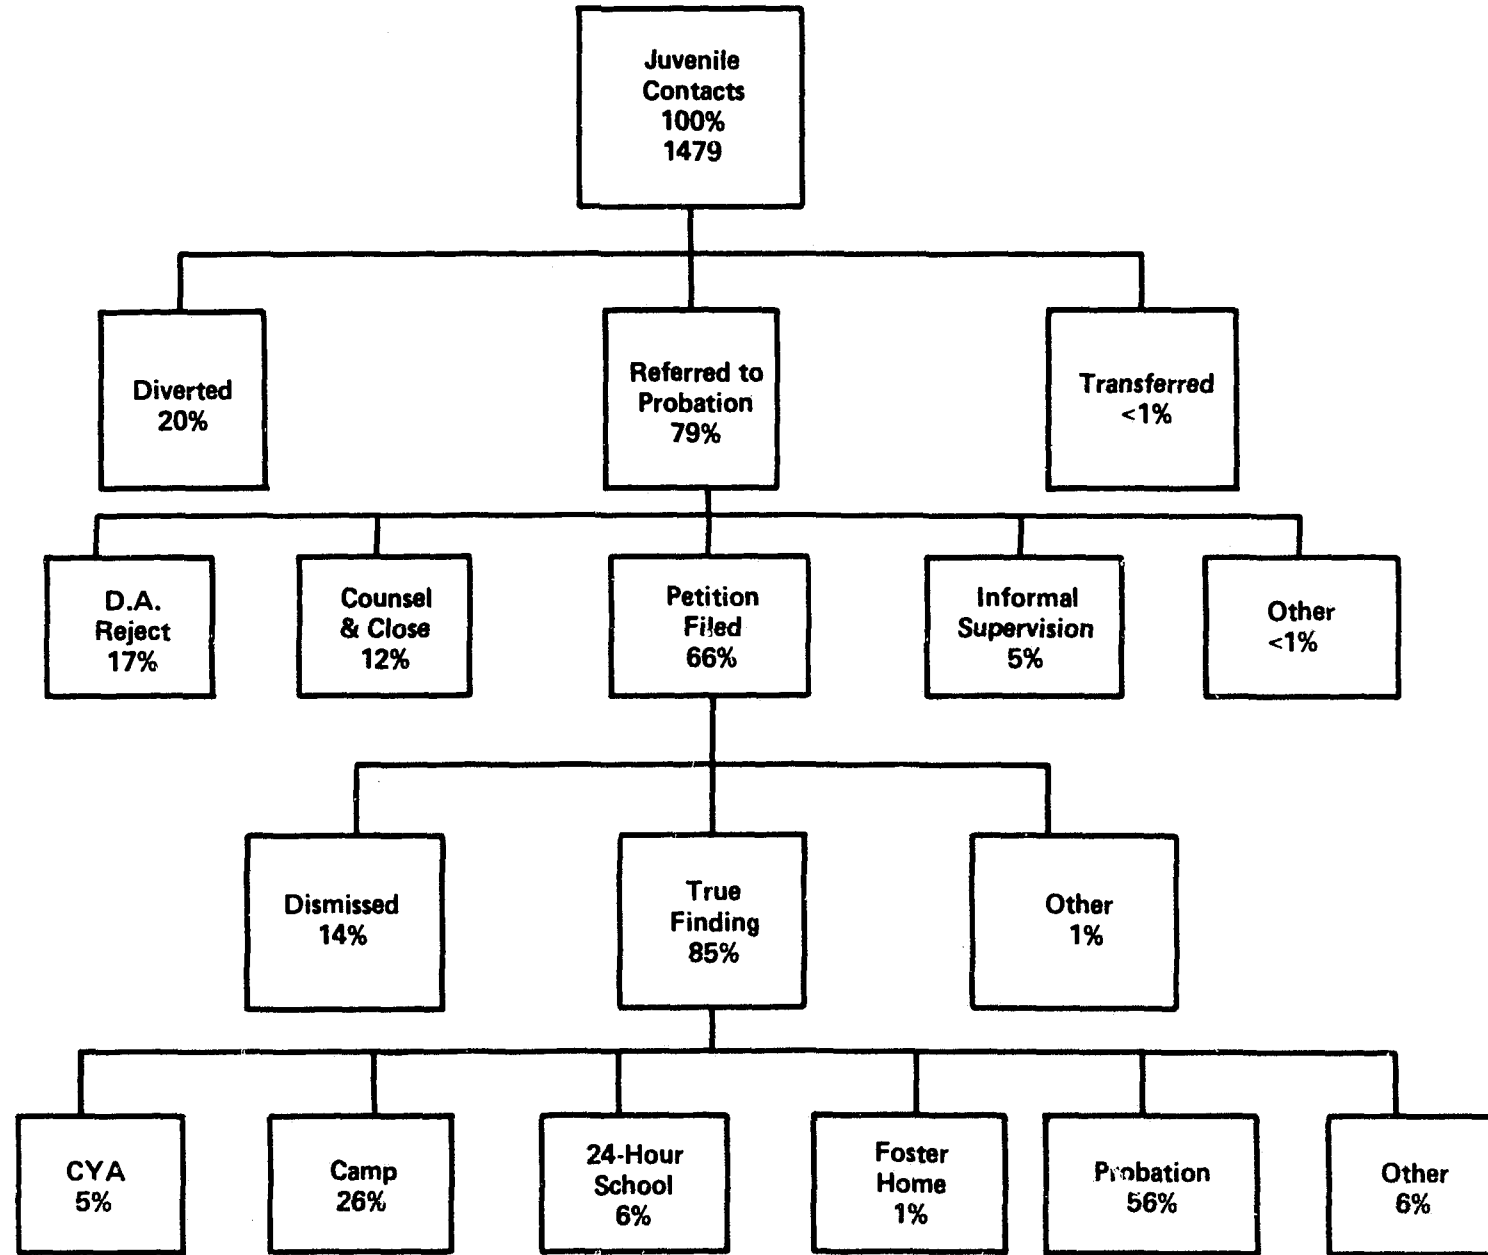 Juvenile
Contacts
100%
1479
Diverted
20%
Referred to
Probation
79%
Transferred
<1%
D.A.
Reject
17%
Counsel
& Close
12%
Petition
Filed
66%
Informal
Supervision
5%
Other
<1%
Dismissed
14%
True
Finding
85%
Other
1%
CYA
5%
Camp
26%
24-Hour
School
6%
Foster
Home
1%
Probation
56%
Other
6%